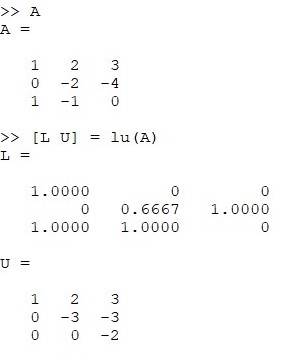 >> A
A =
1 2 3
0 -2 -4
1 -1 0
>> [L U] = lu(A)
L =
1.0000 0 0
0 0.6667 1.0000
1.0000 1.0000 0
U =
1 2 3
0 -3 -3
0 0 -2